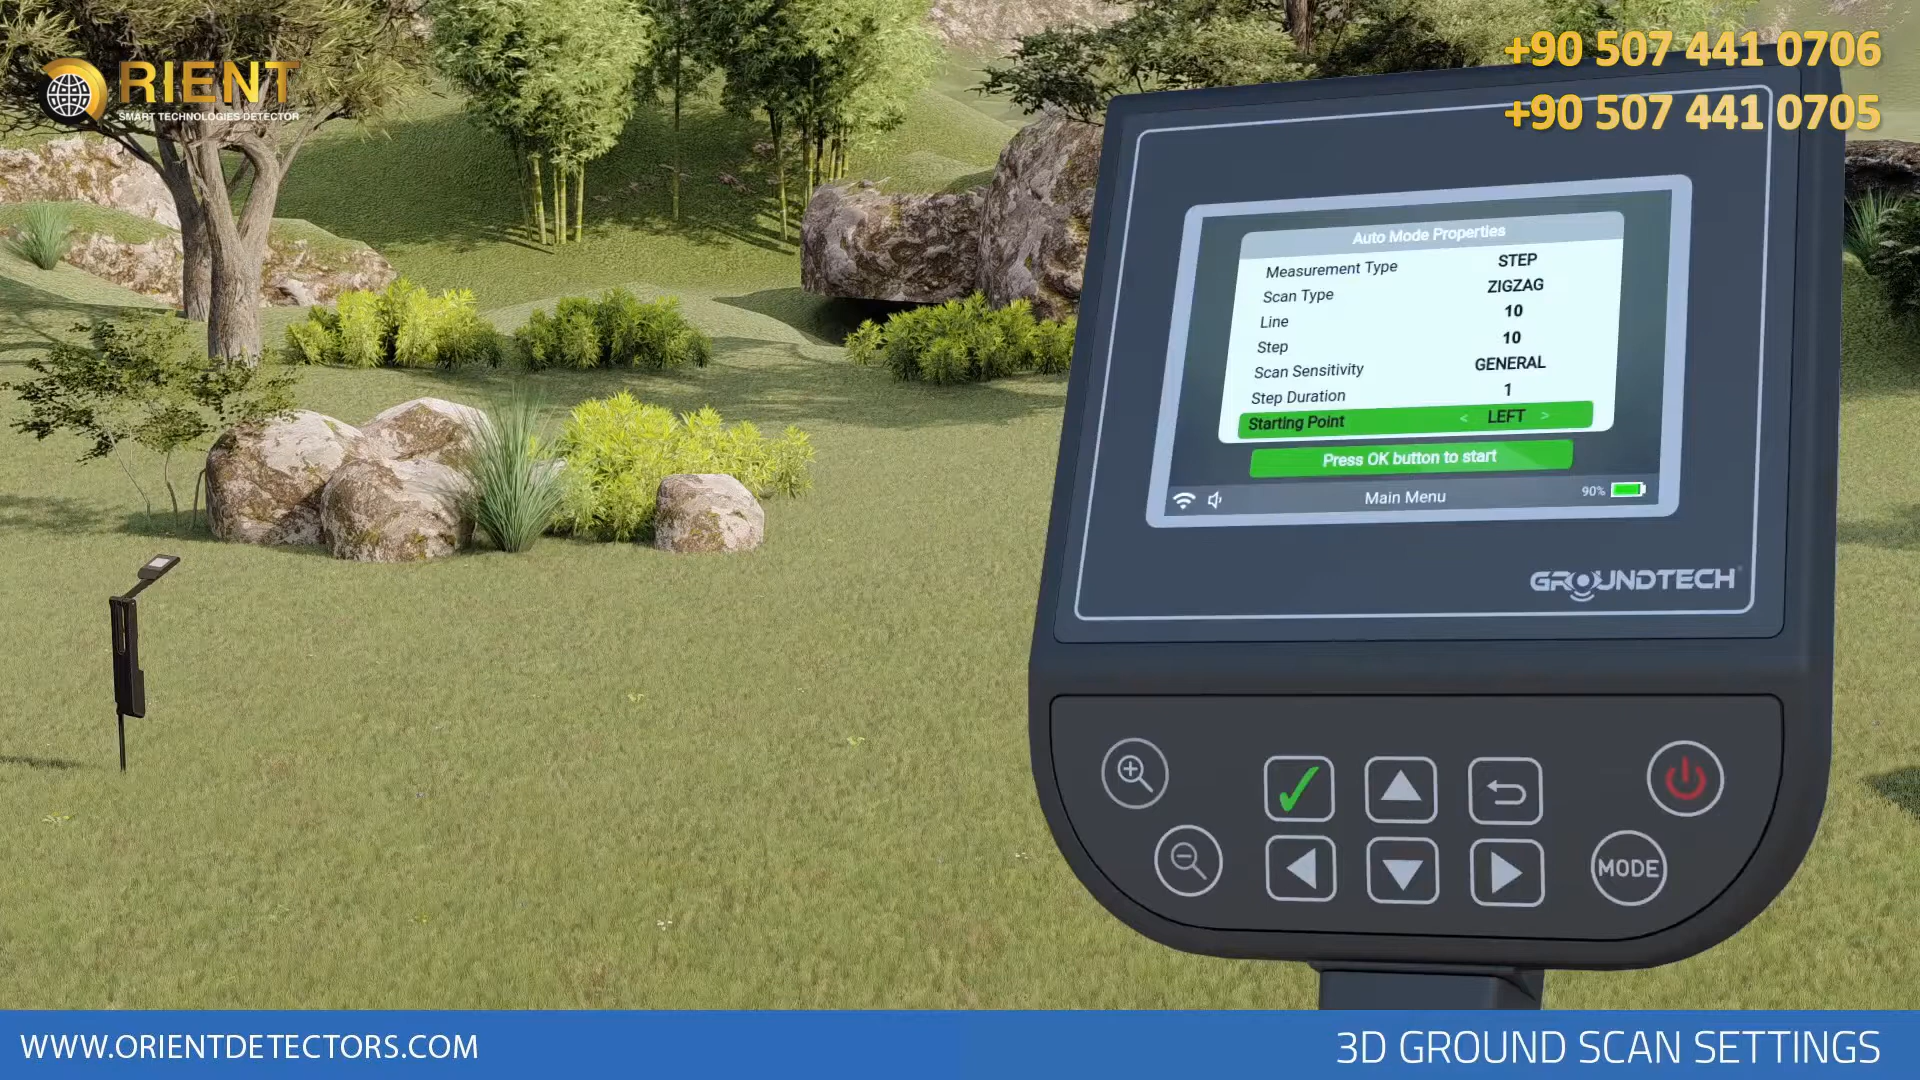 ORIENT
SMART TECHNOLOGIES DETECTOR
+90 507 441 0706
+90 507 441 0705
Auto Mode Properties
Measurement Type STEP
Scan Type ZIGZAG
Line 10
Step 10
Scan Sensitivity GENERAL
Step Duration 1
Starting Point < LEFT >
Press OK button to start
Main Menu 90%
GROUNDTECH
MODE
WWW.ORIENTDETECTORS.COM
3D GROUND SCAN SETTINGS